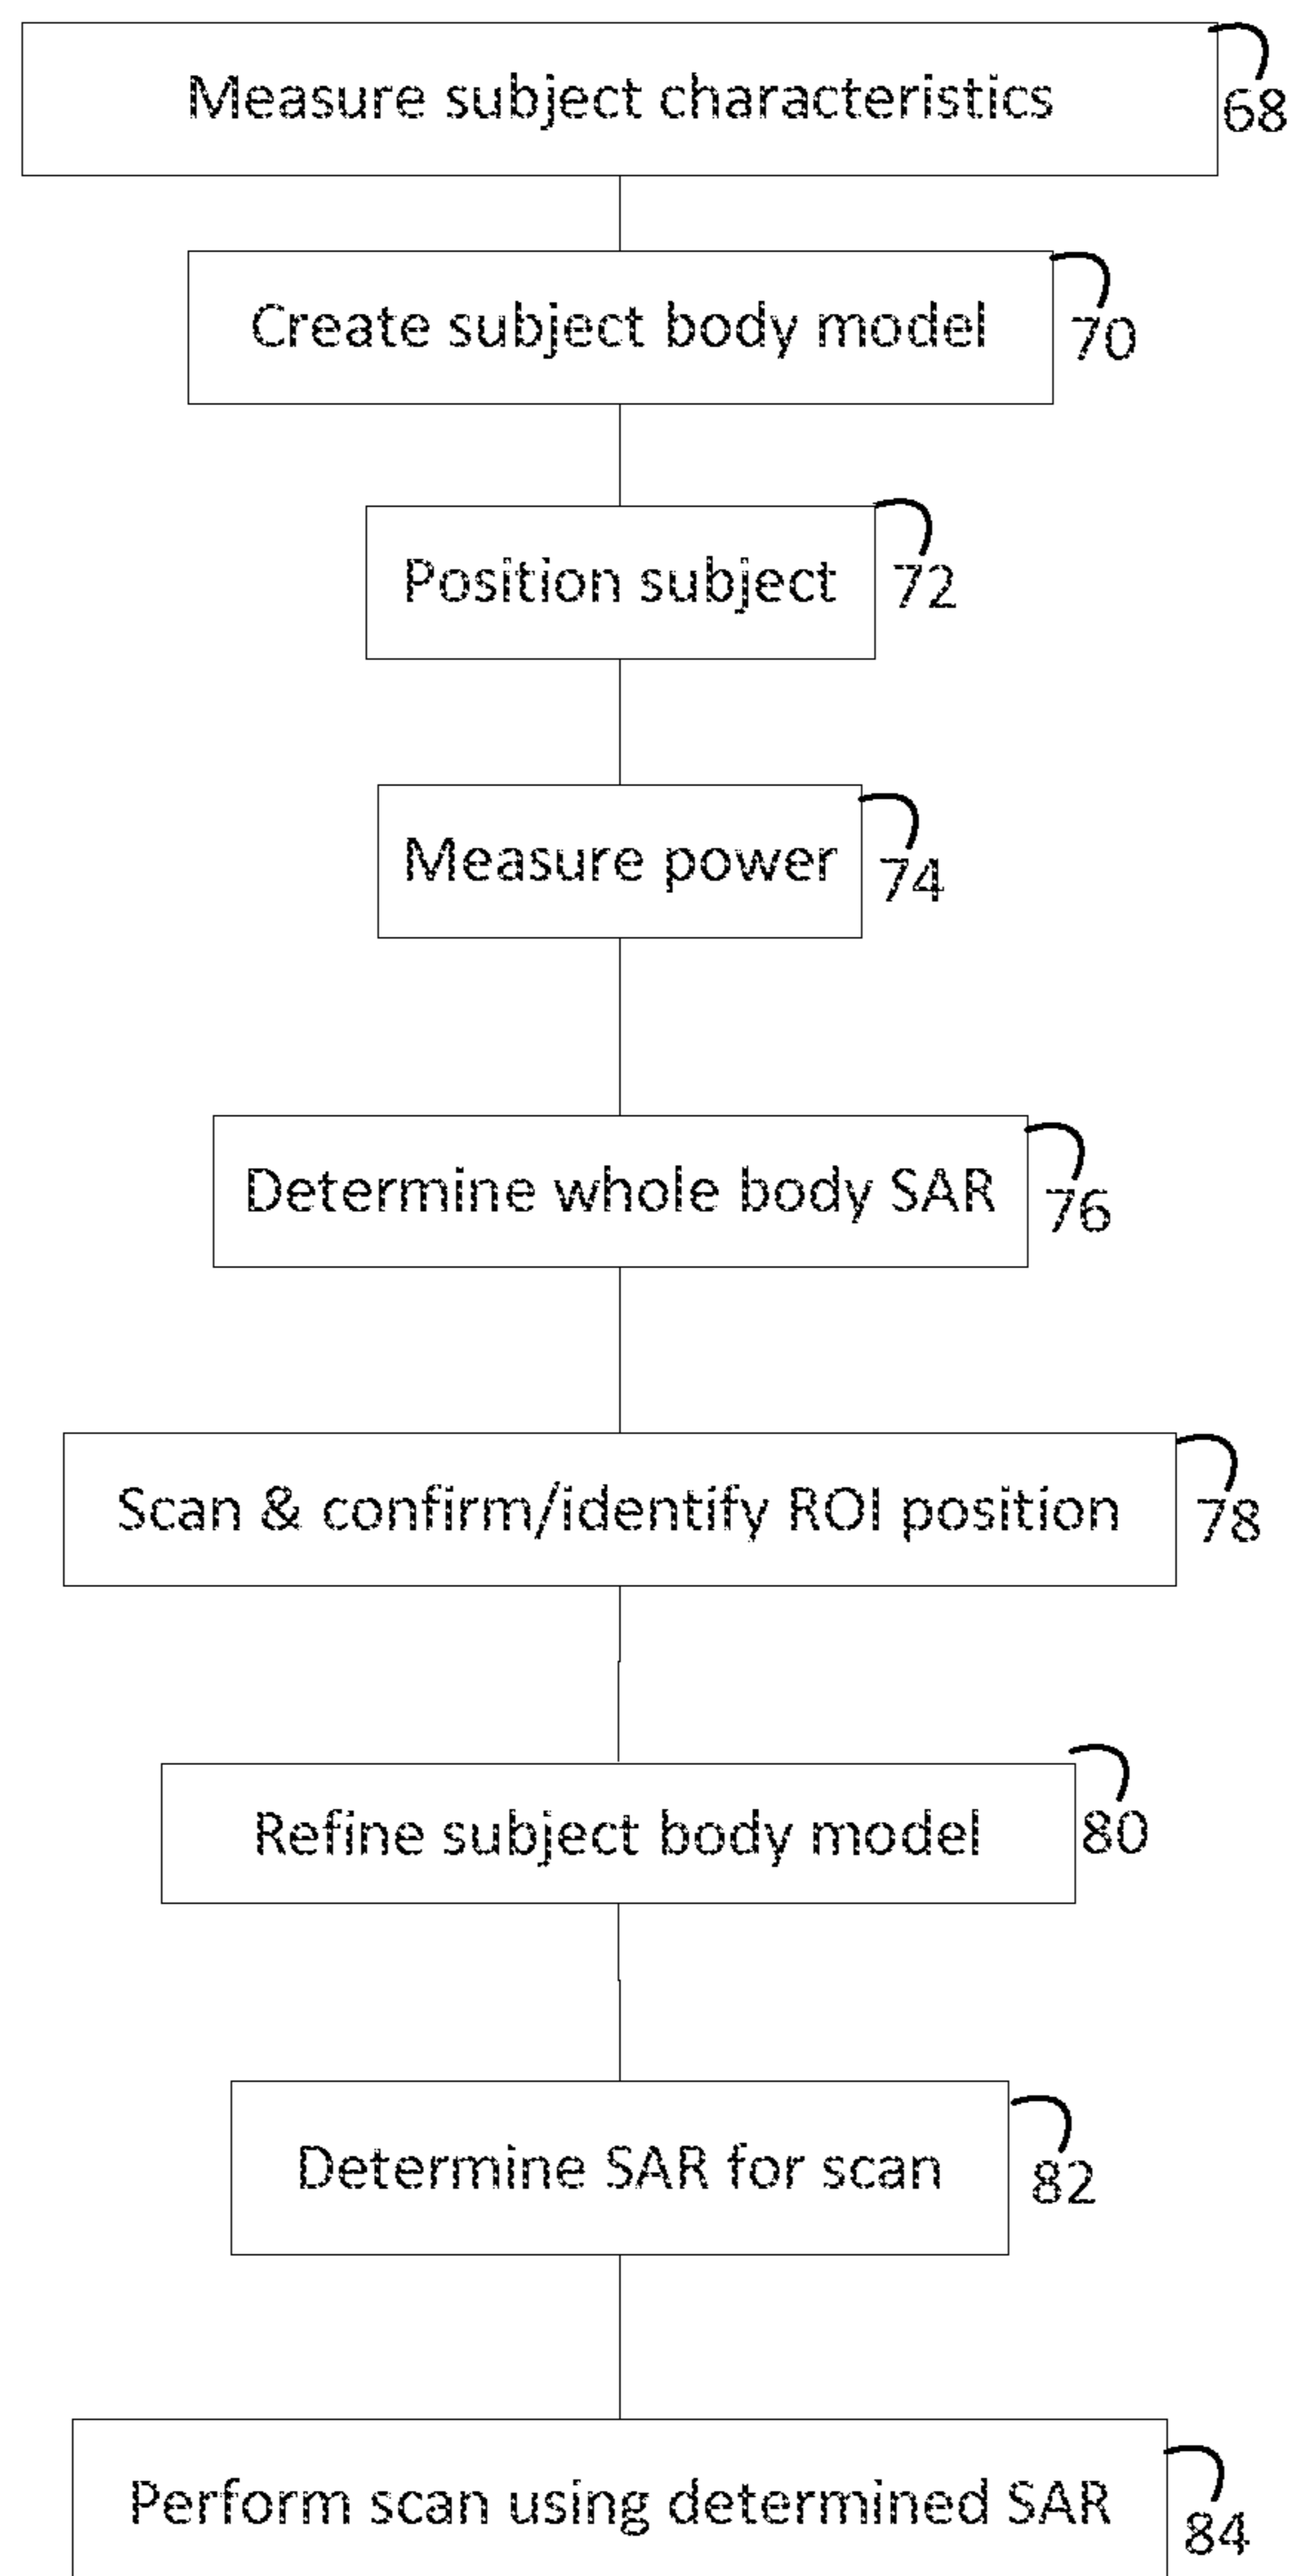 Measure subject characteristics
68
Create subject body model
70
Position subject
72
Measure power
74
Determine whole body SAR
76
Scan & confirm/identify ROI position
78
Refine subject body model
80
Determine SAR for scan
82
Perform scan using determined SAR
84